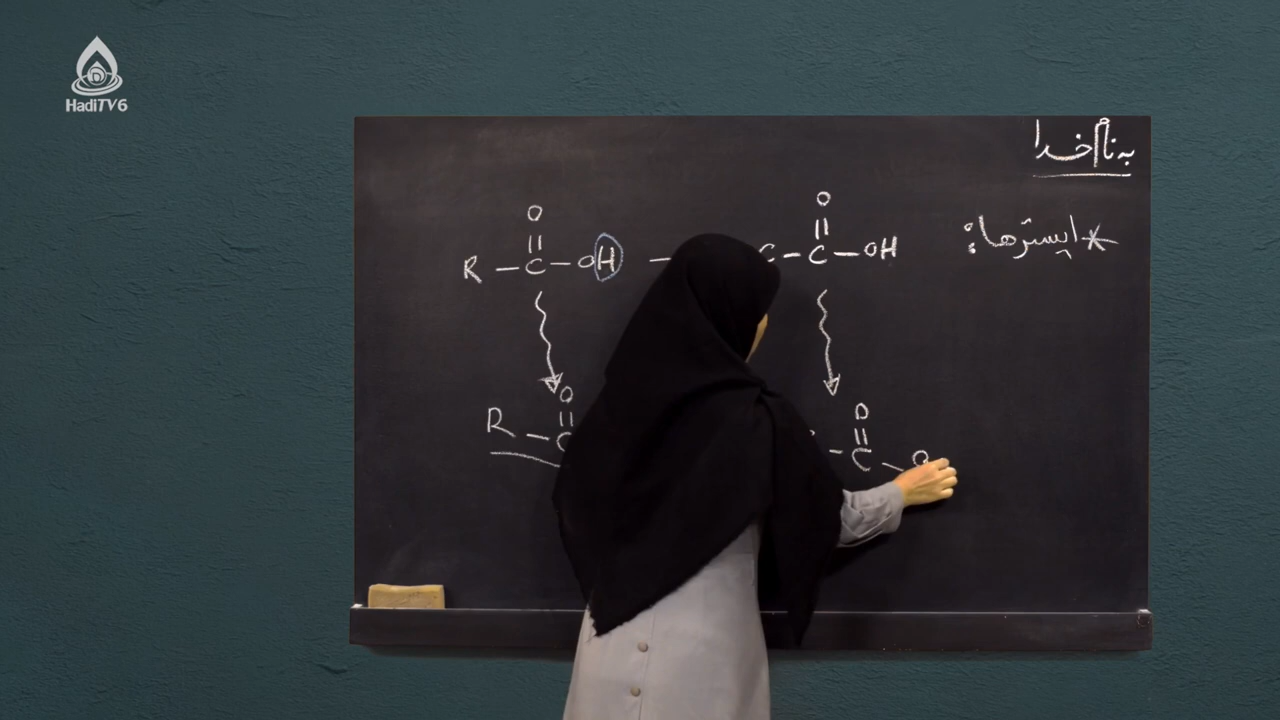 HadiTV6
به نام خدا
* ایسترها:
O
||
R – C – OH
O
||
C – C – OH
O
||
R – C
O
||
– C – O